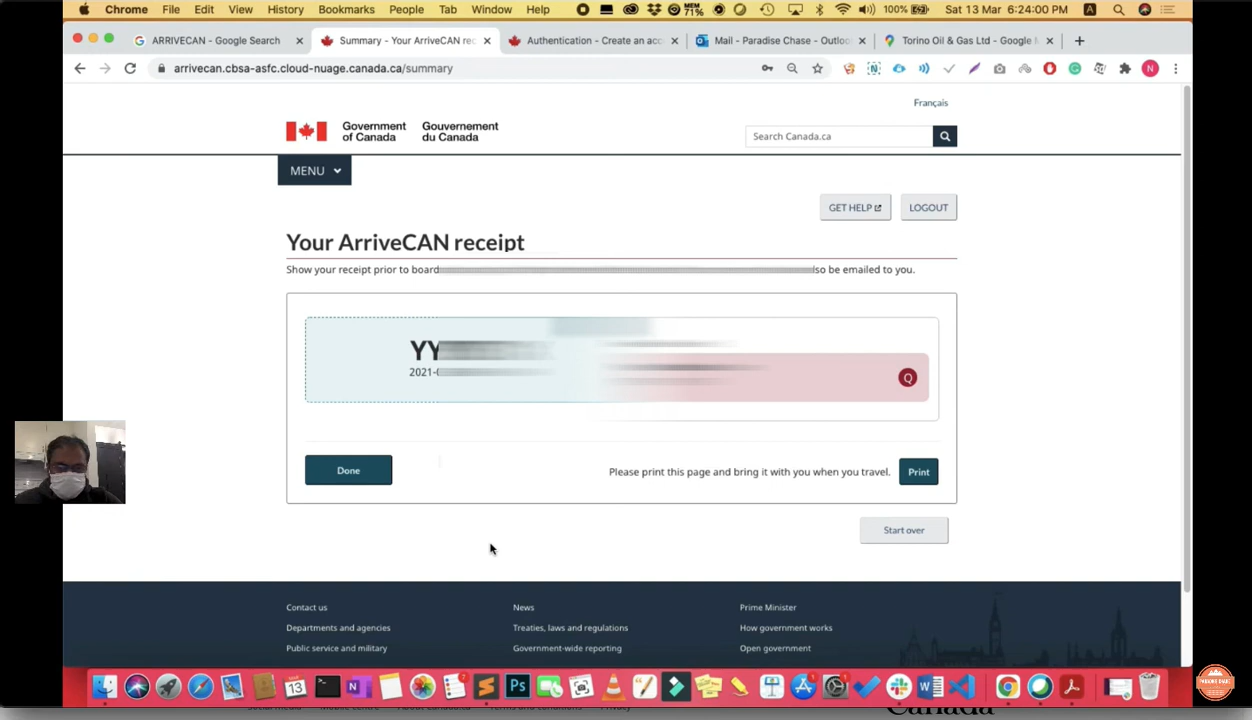 Chrome File Edit View History Bookmarks People Tab Window Help MEM 71% 100% Sat 13 Mar 6:24:00 PM A
ARRIVECAN - Google Search
Summary - Your ArriveCAN rec
Authentication - Create an acc
Mail - Paradise Chase - Outloo
Torino Oil & Gas Ltd - Google M
arrivecan.cbsa-asfc.cloud-nuage.canada.ca/summary
N
Français
Government of Canada
Gouvernement du Canada
Search Canada.ca
MENU
GET HELP
LOGOUT
Your ArriveCAN receipt
Show your receipt prior to board
lso be emailed to you.
YY
2021-
Q
Done
Please print this page and bring it with you when you travel.
Print
Start over
Contact us
News
Prime Minister
Departments and agencies
Treaties, laws and regulations
How government works
Public service and military
Government-wide reporting
Open government
MAR
13
Ps